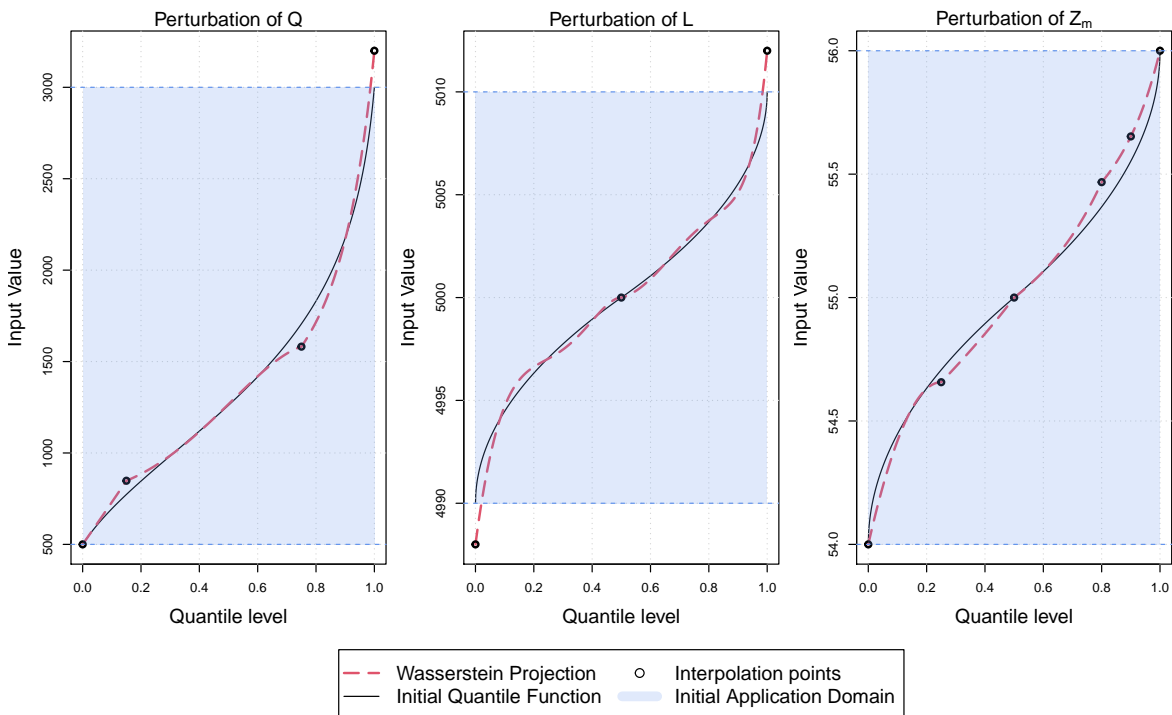 Perturbation of Q
Input Value
500
1000
1500
2000
2500
3000
0.0 0.2 0.4 0.6 0.8 1.0
Quantile level
Perturbation of L
Input Value
4990
4995
5000
5005
5010
0.0 0.2 0.4 0.6 0.8 1.0
Quantile level
Perturbation of Zm
Input Value
54.0
54.5
55.0
55.5
56.0
0.0 0.2 0.4 0.6 0.8 1.0
Quantile level
Wasserstein Projection
Initial Quantile Function
Interpolation points
Initial Application Domain